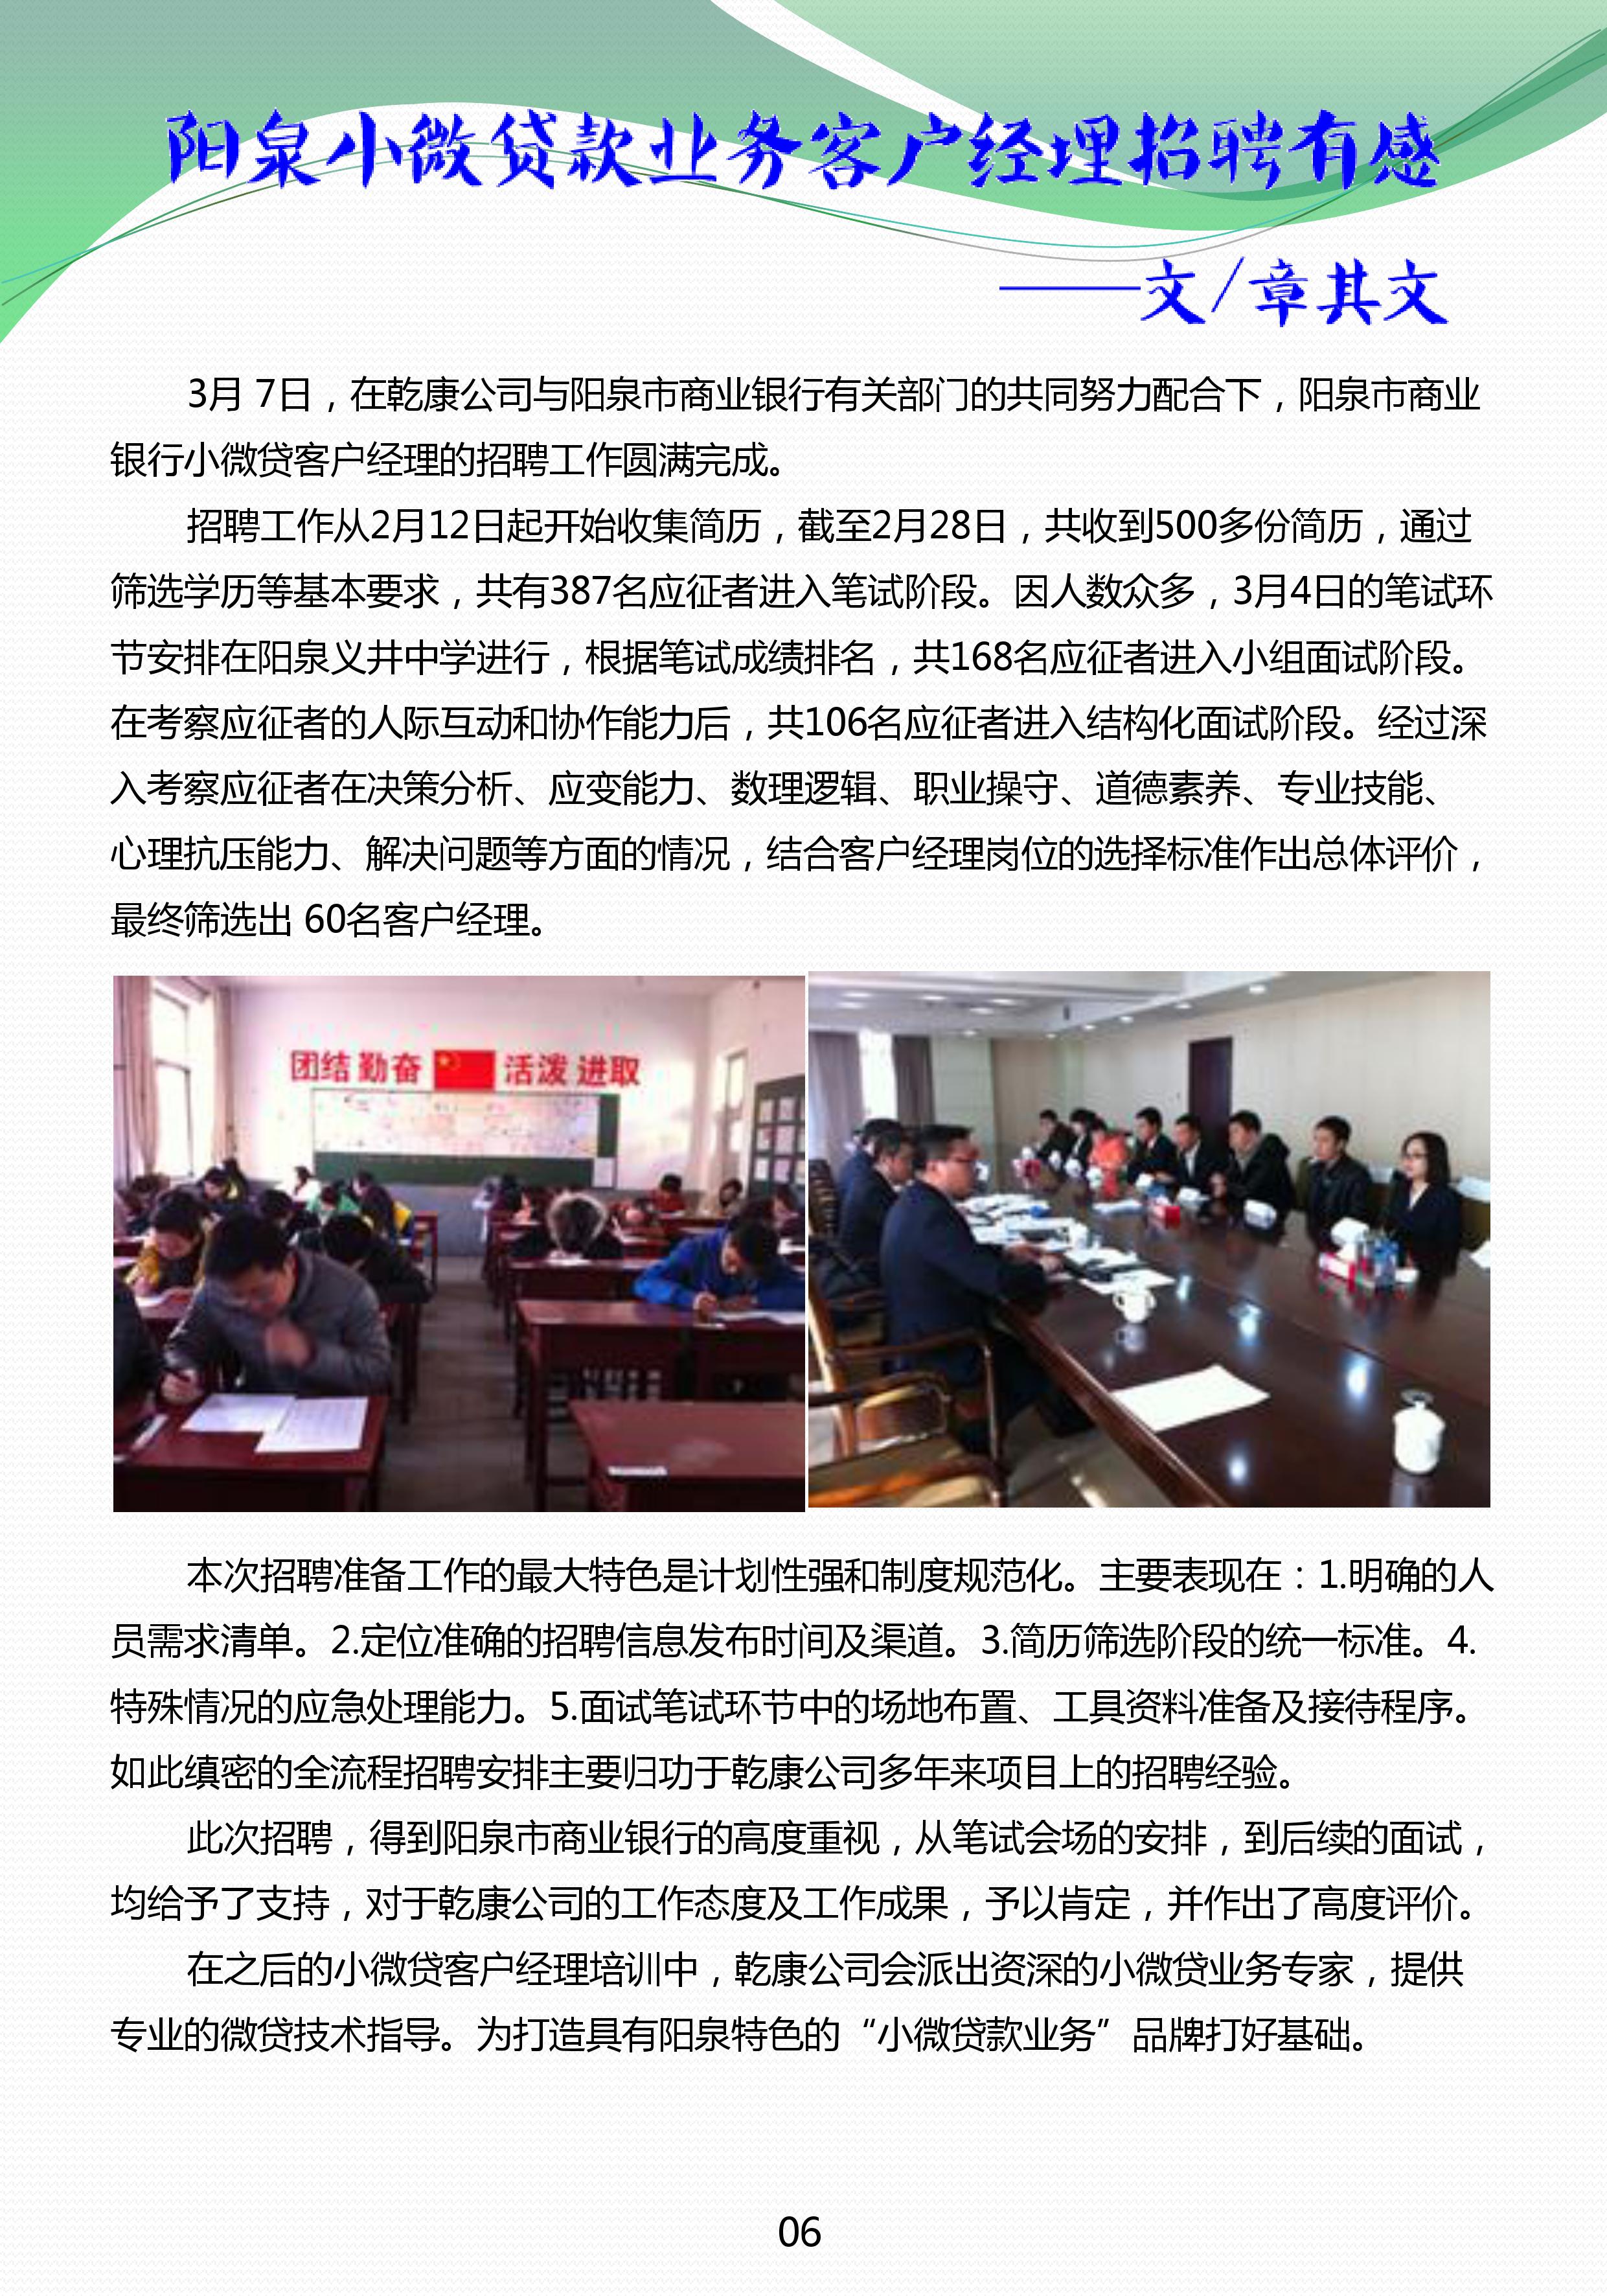 阳泉小微贷款业务客户经理招聘有感
——文/章其文
3月 7日，在乾康公司与阳泉市商业银行有关部门的共同努力配合下，阳泉市商业
银行小微贷客户经理的招聘工作圆满完成。
招聘工作从2月12日起开始收集简历，截至2月28日，共收到500多份简历，通过
筛选学历等基本要求，共有387名应征者进入笔试阶段。因人数众多，3月4日的笔试环
节安排在阳泉义井中学进行，根据笔试成绩排名，共168名应征者进入小组面试阶段。
在考察应征者的人际互动和协作能力后，共106名应征者进入结构化面试阶段。经过深
入考察应征者在决策分析、应变能力、数理逻辑、职业操守、道德素养、专业技能、
心理抗压能力、解决问题等方面的情况，结合客户经理岗位的选择标准作出总体评价，
最终筛选出 60名客户经理。
团结 勤奋 活泼 进取
本次招聘准备工作的最大特色是计划性强和制度规范化。主要表现在：1.明确的人
员需求清单。2.定位准确的招聘信息发布时间及渠道。3.简历筛选阶段的统一标准。4.
特殊情况的应急处理能力。5.面试笔试环节中的场地布置、工具资料准备及接待程序。
如此缜密的全流程招聘安排主要归功于乾康公司多年来项目上的招聘经验。
此次招聘，得到阳泉市商业银行的高度重视，从笔试会场的安排，到后续的面试，
均给予了支持，对于乾康公司的工作态度及工作成果，予以肯定，并作出了高度评价。
在之后的小微贷客户经理培训中，乾康公司会派出资深的小微贷业务专家，提供
专业的微贷技术指导。为打造具有阳泉特色的“小微贷款业务”品牌打好基础。
06